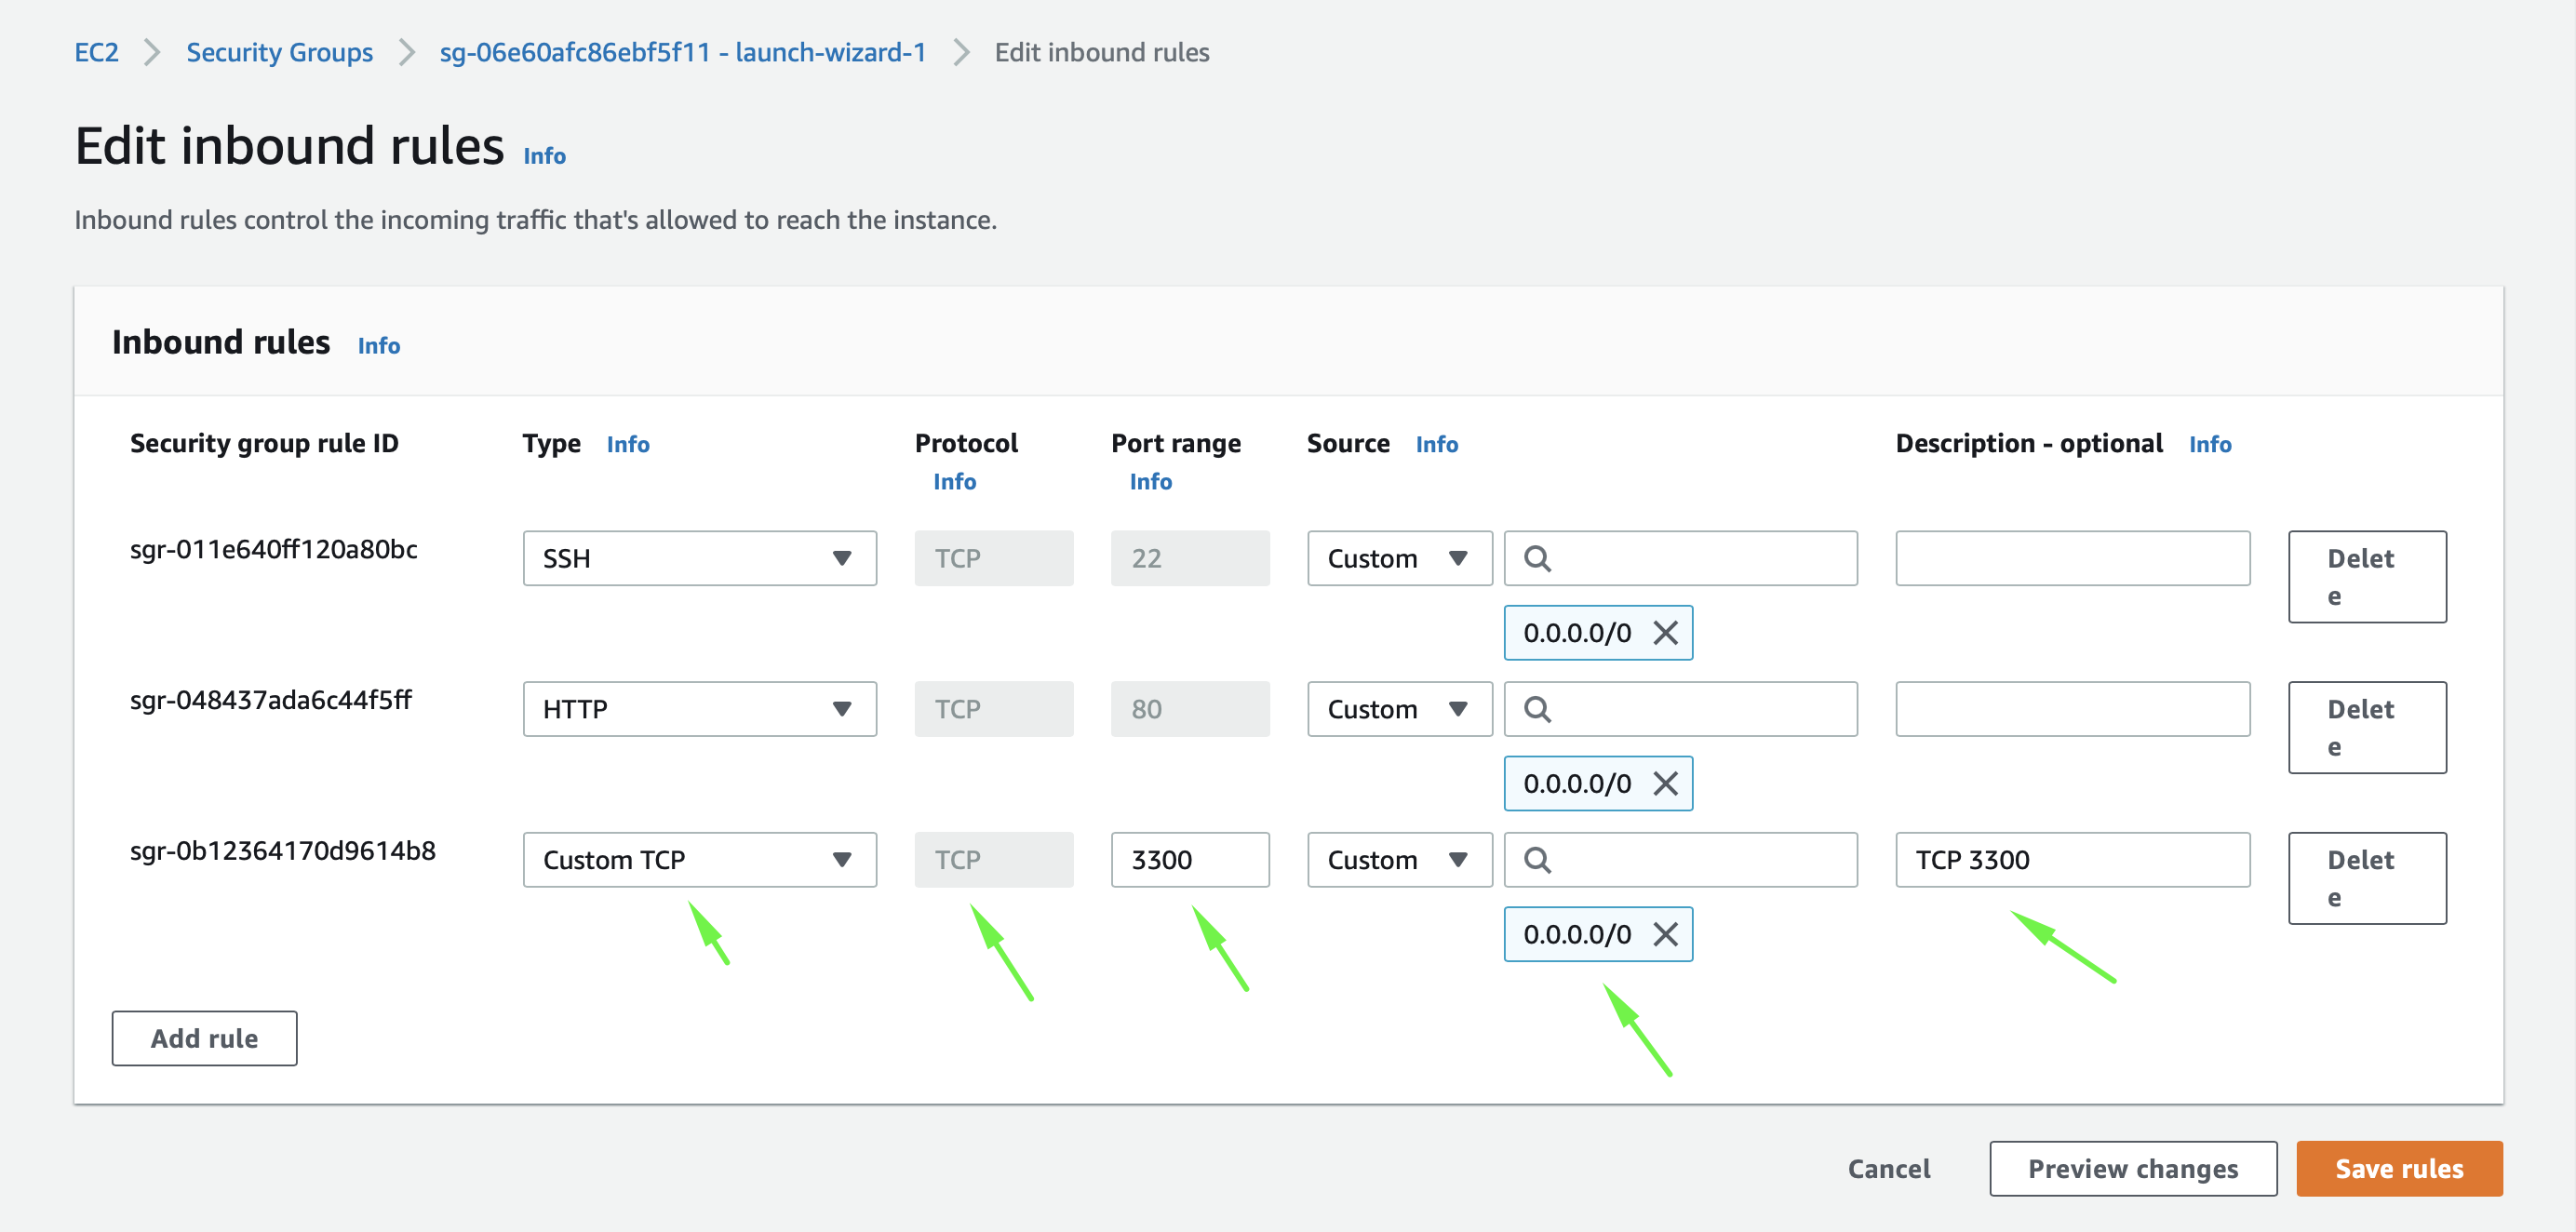 EC2 > Security Groups > sg-06e60afc86ebf5f11 - launch-wizard-1 > Edit inbound rules
Edit inbound rules Info
Inbound rules control the incoming traffic that's allowed to reach the instance.
Inbound rules Info
Security group rule ID Type Info Protocol Info Port range Info Source Info Description - optional Info
sgr-011e640ff120a80bc SSH TCP 22 Custom Delete
0.0.0.0/0
sgr-048437ada6c44f5ff HTTP TCP 80 Custom Delete
0.0.0.0/0
sgr-0b12364170d9614b8 Custom TCP TCP 3300 Custom TCP 3300 Delete
0.0.0.0/0
Add rule
Cancel Preview changes Save rules